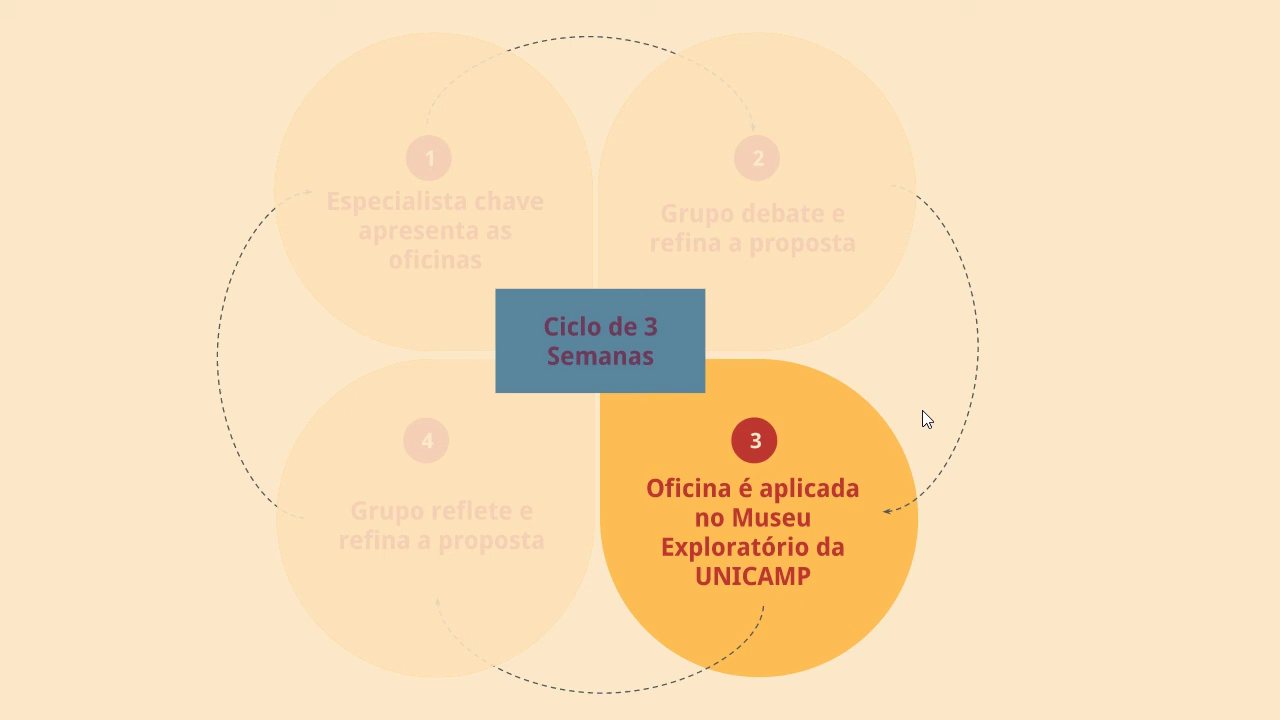 1
Especialista chave
apresenta as
oficinas
2
Grupo debate e
refina a proposta
Ciclo de 3
Semanas
3
Oficina é aplicada
no Museu
Exploratório da
UNICAMP
4
Grupo reflete e
refina a proposta